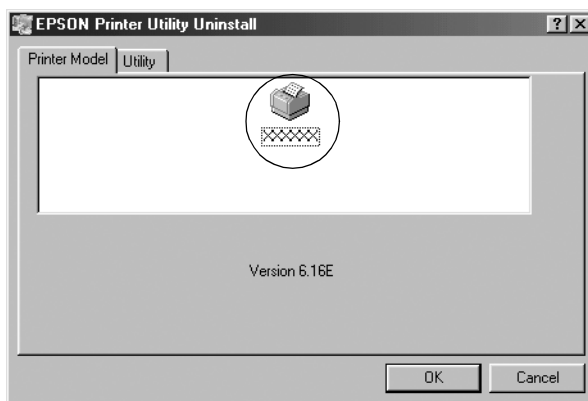 EPSON Printer Utility Uninstall
Printer Model
Utility
XXXXX
Version 6.16E
OK
Cancel